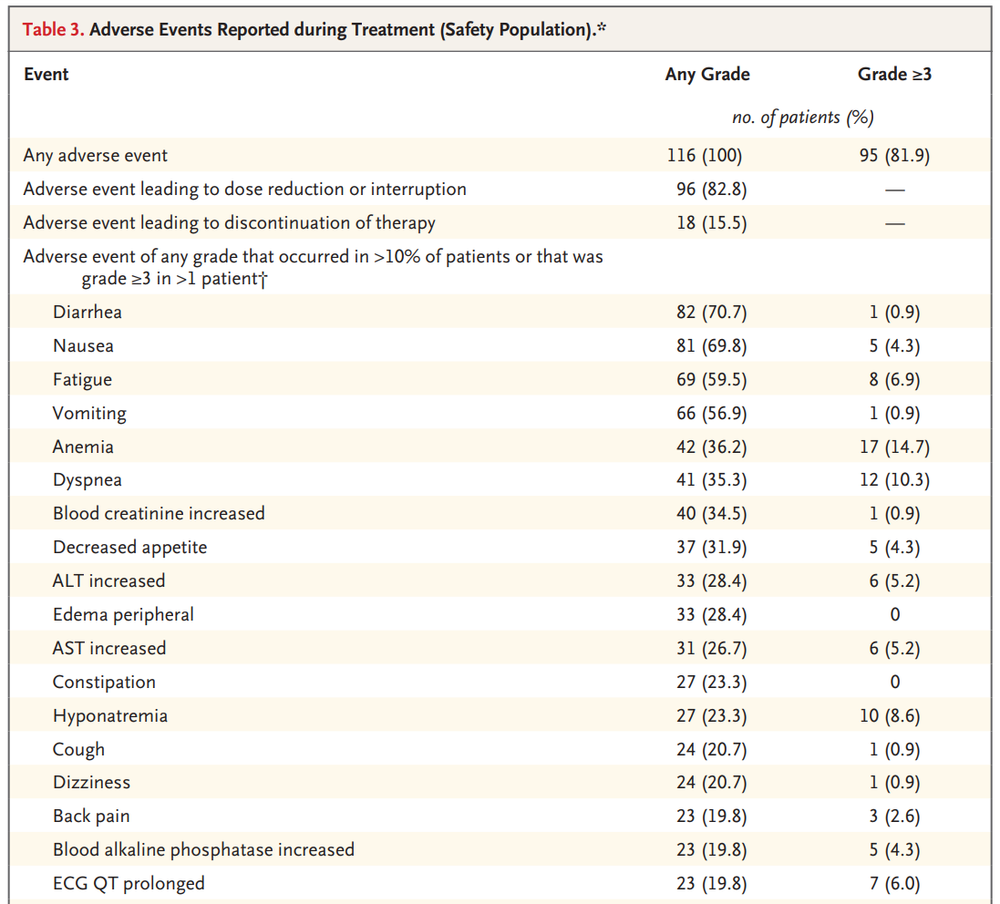 Table 3. Adverse Events Reported during Treatment (Safety Population).*
Event Any Grade Grade ≥3
no. of patients (%)
Any adverse event 116 (100) 95 (81.9)
Adverse event leading to dose reduction or interruption 96 (82.8) —
Adverse event leading to discontinuation of therapy 18 (15.5) —
Adverse event of any grade that occurred in >10% of patients or that was
grade ≥3 in >1 patient†
Diarrhea 82 (70.7) 1 (0.9)
Nausea 81 (69.8) 5 (4.3)
Fatigue 69 (59.5) 8 (6.9)
Vomiting 66 (56.9) 1 (0.9)
Anemia 42 (36.2) 17 (14.7)
Dyspnea 41 (35.3) 12 (10.3)
Blood creatinine increased 40 (34.5) 1 (0.9)
Decreased appetite 37 (31.9) 5 (4.3)
ALT increased 33 (28.4) 6 (5.2)
Edema peripheral 33 (28.4) 0
AST increased 31 (26.7) 6 (5.2)
Constipation 27 (23.3) 0
Hyponatremia 27 (23.3) 10 (8.6)
Cough 24 (20.7) 1 (0.9)
Dizziness 24 (20.7) 1 (0.9)
Back pain 23 (19.8) 3 (2.6)
Blood alkaline phosphatase increased 23 (19.8) 5 (4.3)
ECG QT prolonged 23 (19.8) 7 (6.0)